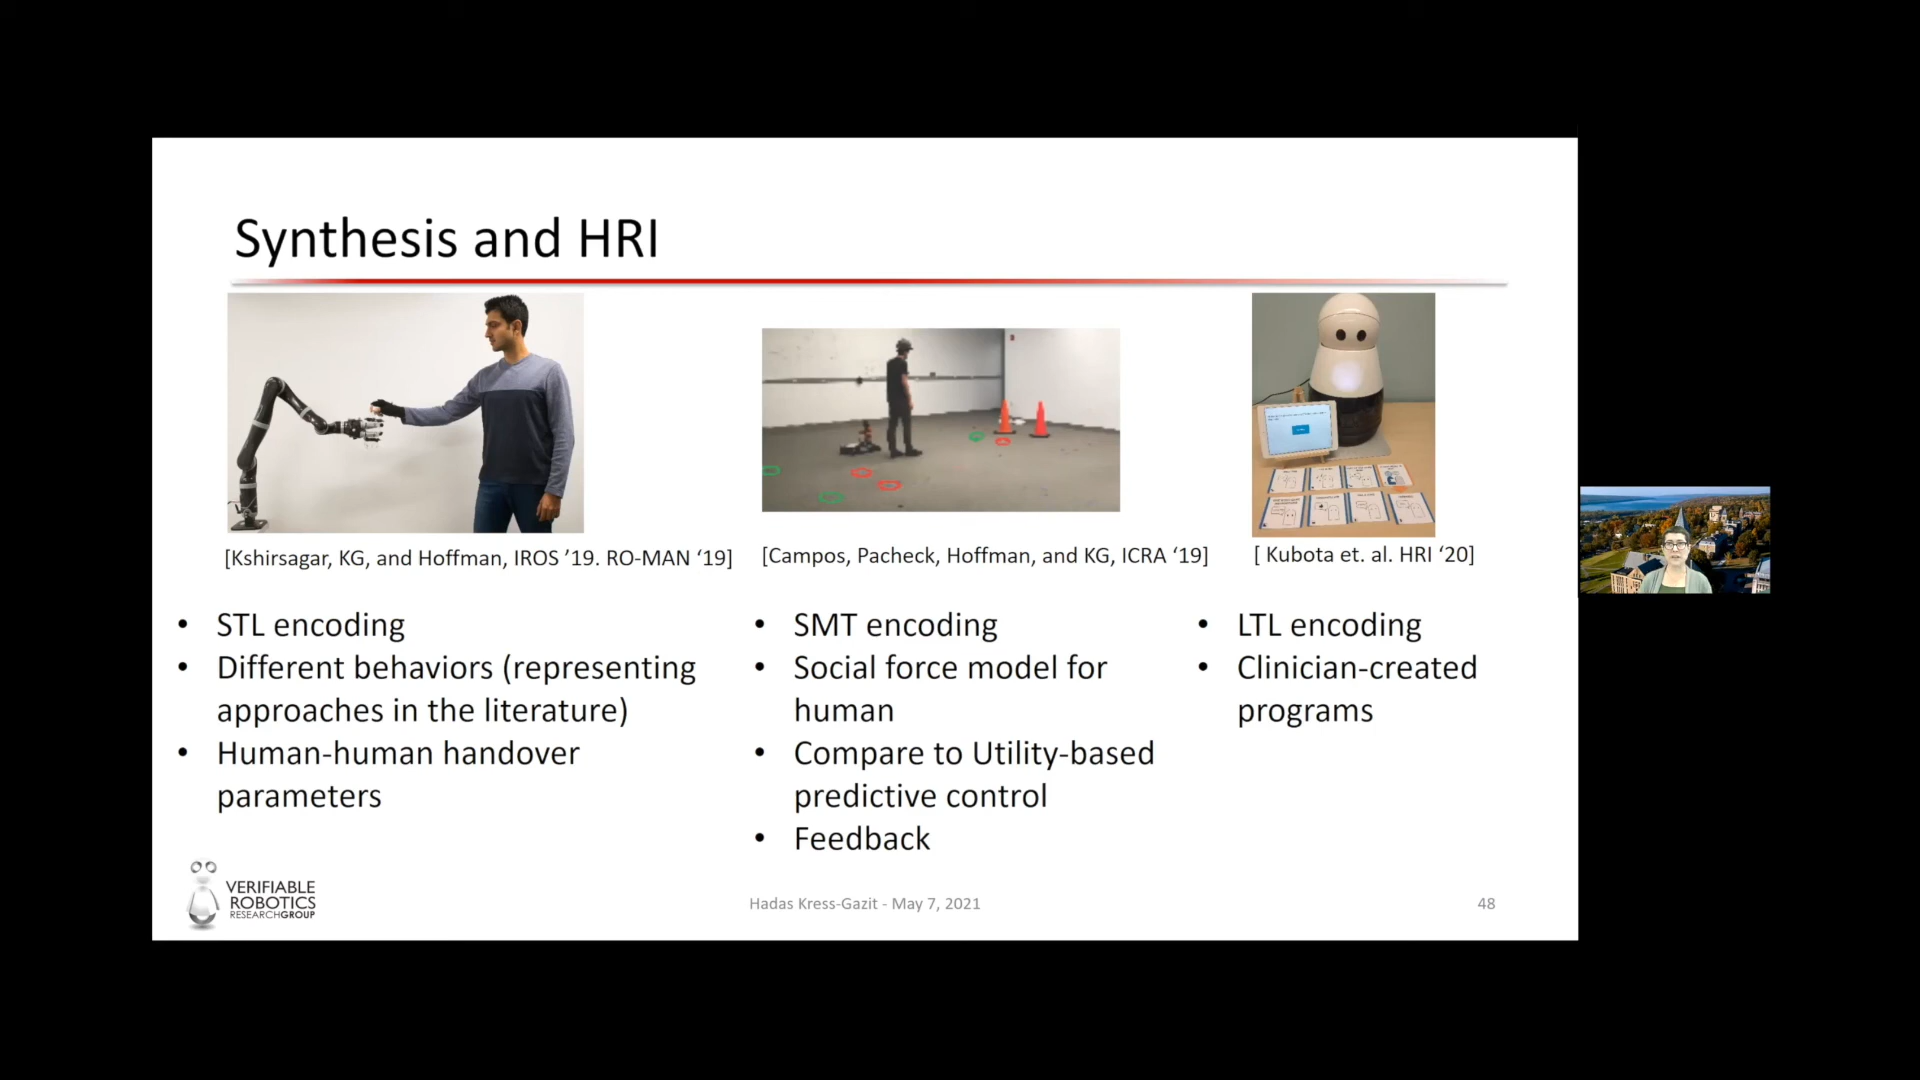 Synthesis and HRI
[Kshirsagar, KG, and Hoffman, IROS ’19. RO-MAN ‘19]
[Campos, Pacheck, Hoffman, and KG, ICRA ‘19]
[ Kubota et. al. HRI ‘20]
• STL encoding
• Different behaviors (representing
approaches in the literature)
• Human-human handover
parameters
• SMT encoding
• Social force model for
human
• Compare to Utility-based
predictive control
• Feedback
• LTL encoding
• Clinician-created
programs
VERIFIABLE
ROBOTICS
RESEARCHGROUP
Hadas Kress-Gazit - May 7, 2021
48